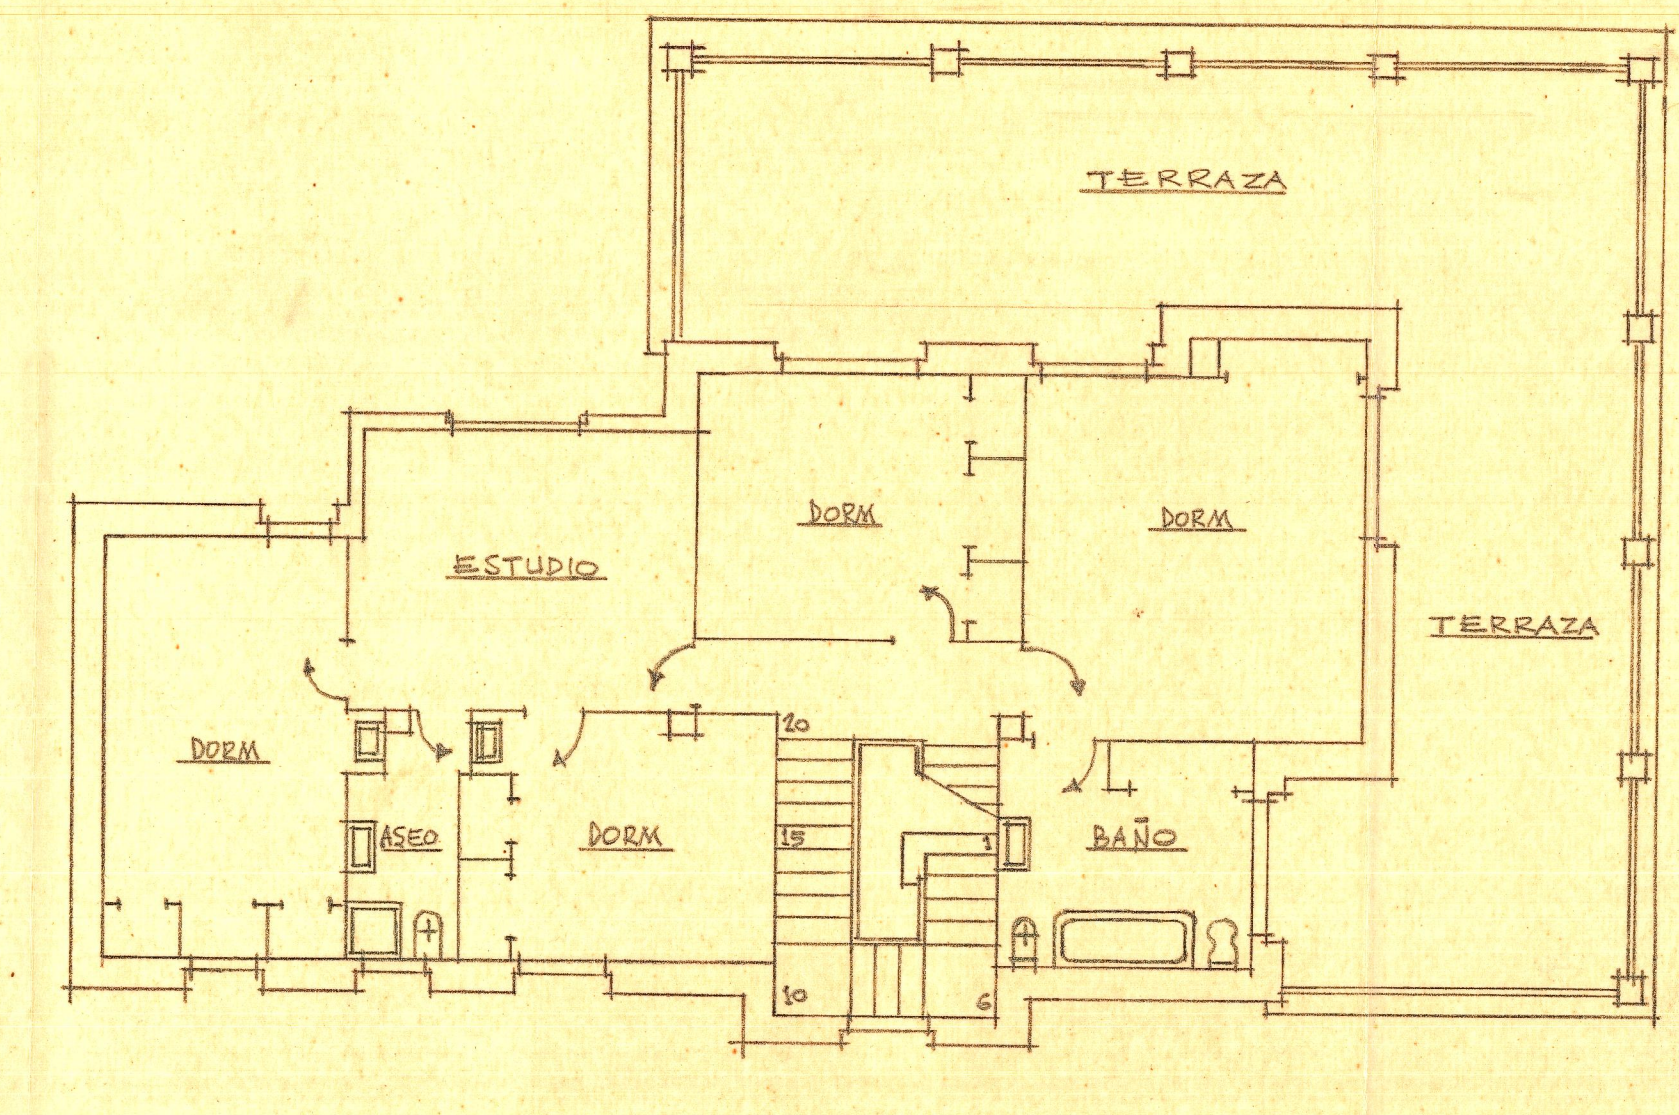 TERRAZA
DORM
DORM
ESTUDIO
TERRAZA
20
DORM
ASEO
DORM
15
1
BAÑO
10
6